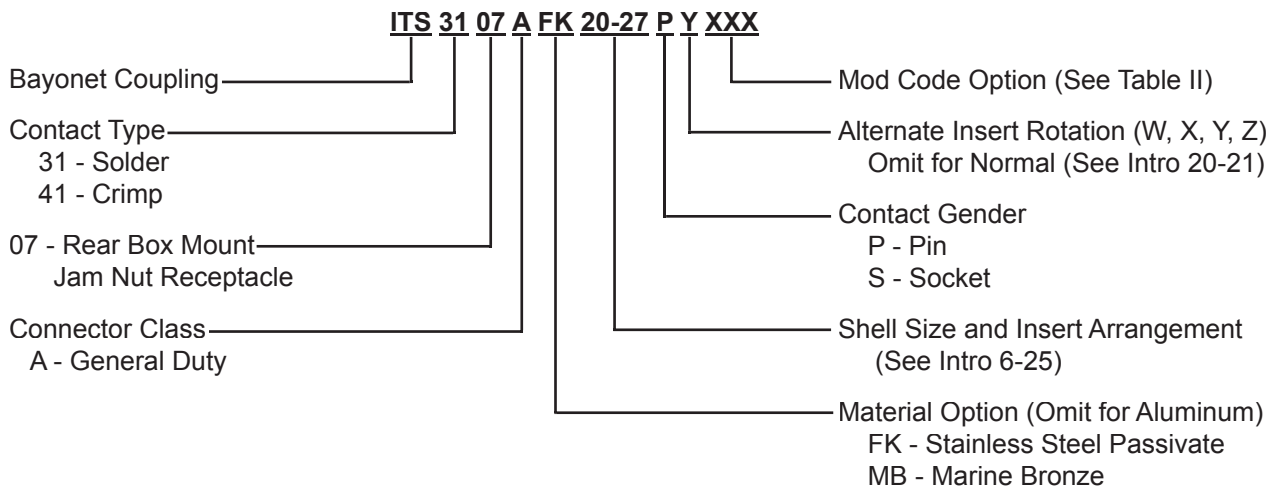 ITS 31 07 A FK 20-27 P Y XXX
Bayonet Coupling
Contact Type
31 - Solder
41 - Crimp
07 - Rear Box Mount
Jam Nut Receptacle
Connector Class
A - General Duty
Mod Code Option (See Table II)
Alternate Insert Rotation (W, X, Y, Z)
Omit for Normal (See Intro 20-21)
Contact Gender
P - Pin
S - Socket
Shell Size and Insert Arrangement
(See Intro 6-25)
Material Option (Omit for Aluminum)
FK - Stainless Steel Passivate
MB - Marine Bronze